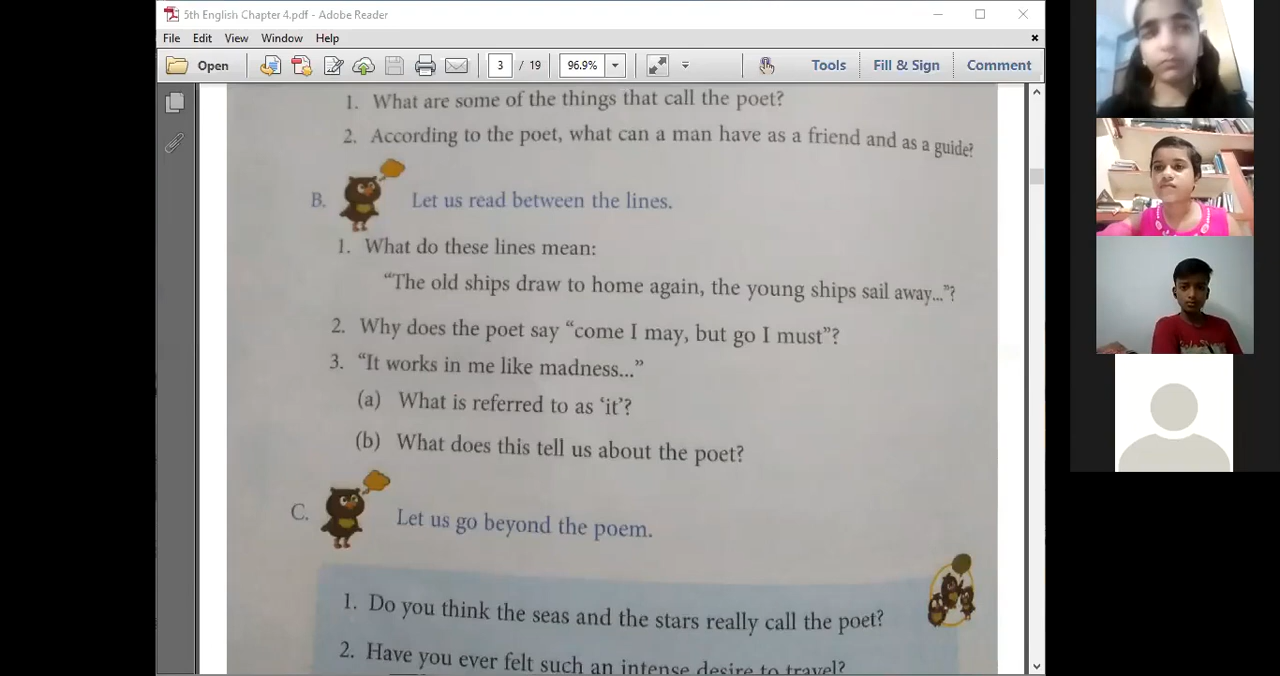 5th English Chapter 4.pdf - Adobe Reader
File Edit View Window Help
Open 3 / 19 96.9% Tools Fill & Sign Comment
1. What are some of the things that call the poet?
2. According to the poet, what can a man have as a friend and as a guide?
B. Let us read between the lines.
1. What do these lines mean:
“The old ships draw to home again, the young ships sail away...”?
2. Why does the poet say “come I may, but go I must”?
3. “It works in me like madness...”
(a) What is referred to as ‘it’?
(b) What does this tell us about the poet?
C. Let us go beyond the poem.
1. Do you think the seas and the stars really call the poet?
2. Have you ever felt such an intense desire to travel?